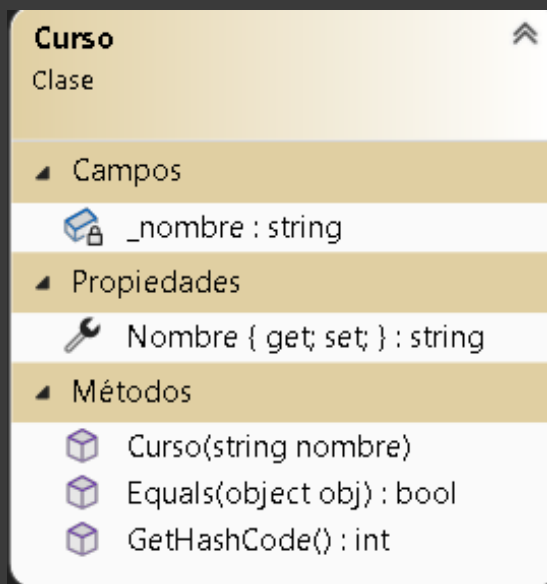 Curso
Clase
Campos
_nombre : string
Propiedades
Nombre { get; set; } : string
Métodos
Curso(string nombre)
Equals(object obj) : bool
GetHashCode() : int